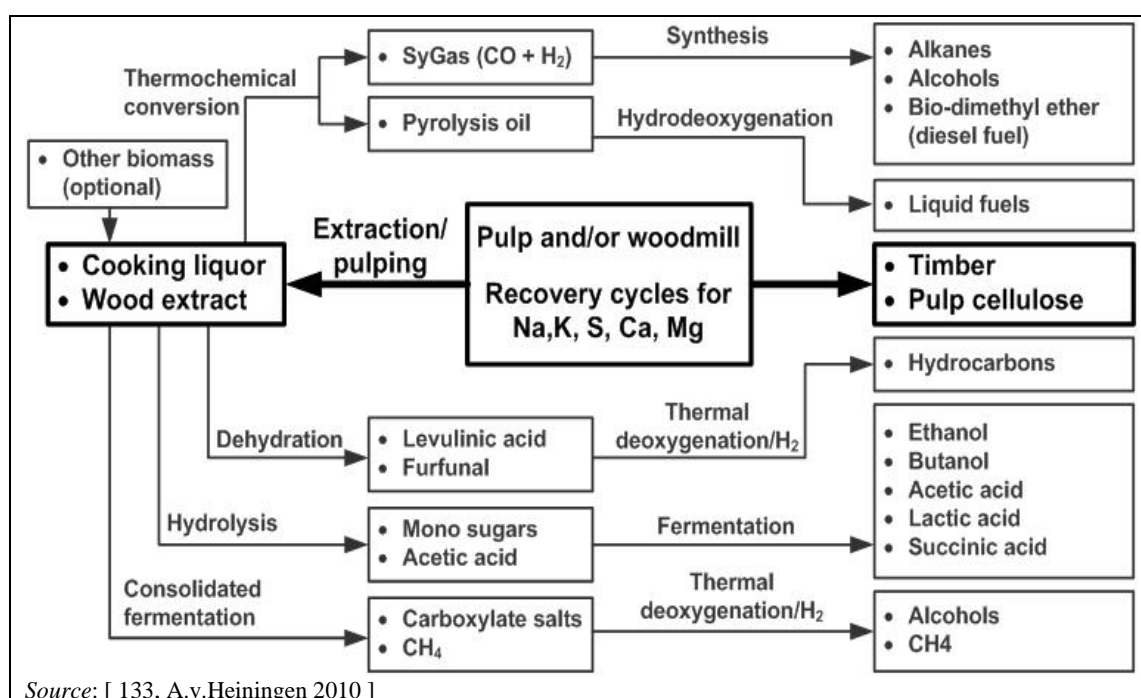 SyGas (CO + H₂)
Synthesis
Alkanes
Alcohols
Bio-dimethyl ether
(diesel fuel)
Thermochemical
conversion
Pyrolysis oil
Hydrodeoxygenation
Other biomass
(optional)
Liquid fuels
Extraction/
pulping
Pulp and/or woodmill
Recovery cycles for
Na,K, S, Ca, Mg
Cooking liquor
Wood extract
Timber
Pulp cellulose
Hydrocarbons
Dehydration
Levulinic acid
Furfunal
Thermal
deoxygenation/H₂
Ethanol
Butanol
Acetic acid
Lactic acid
Succinic acid
Hydrolysis
Mono sugars
Acetic acid
Fermentation
Consolidated
fermentation
Carboxylate salts
CH₄
Thermal
deoxygenation/H₂
Alcohols
CH4
Source: [ 133, A.v.Heiningen 2010 ]